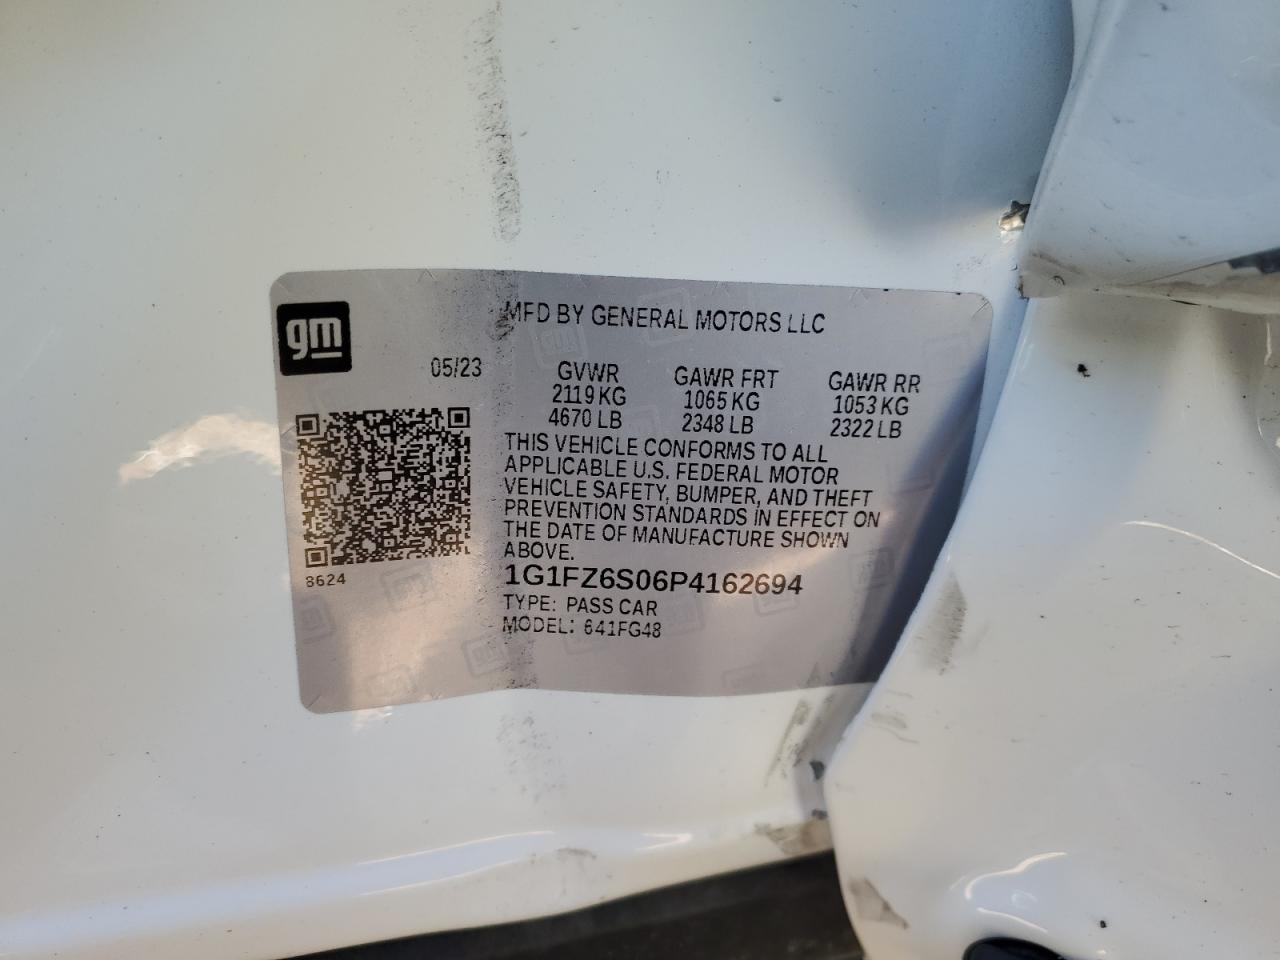 gm
MFD BY GENERAL MOTORS LLC
05/23
GVWR GAWR FRT GAWR RR
2119 KG 1065 KG 1053 KG
4670 LB 2348 LB 2322 LB
THIS VEHICLE CONFORMS TO ALL
APPLICABLE U.S. FEDERAL MOTOR
VEHICLE SAFETY, BUMPER, AND THEFT
PREVENTION STANDARDS IN EFFECT ON
THE DATE OF MANUFACTURE SHOWN
ABOVE.
8624
1G1FZ6S06P4162694
TYPE: PASS CAR
MODEL: 641FG48